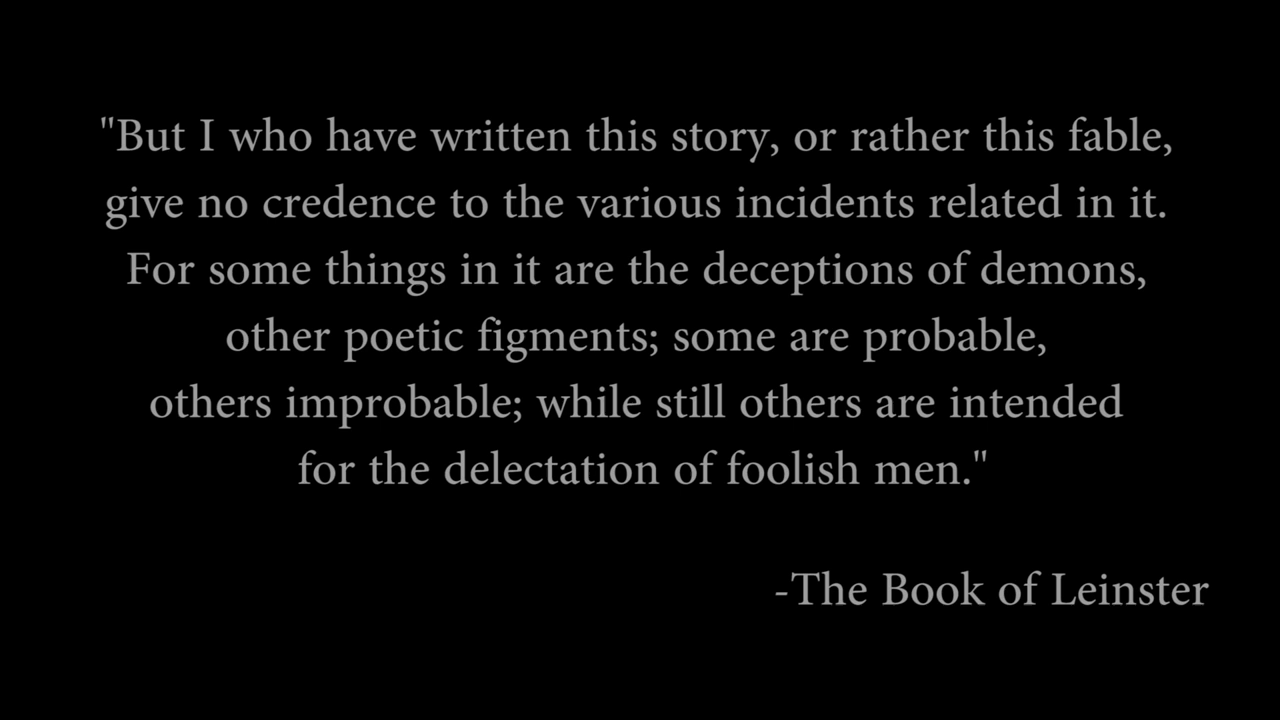 "But I who have written this story, or rather this fable,
give no credence to the various incidents related in it.
For some things in it are the deceptions of demons,
other poetic figments; some are probable,
others improbable; while still others are intended
for the delectation of foolish men."
-The Book of Leinster